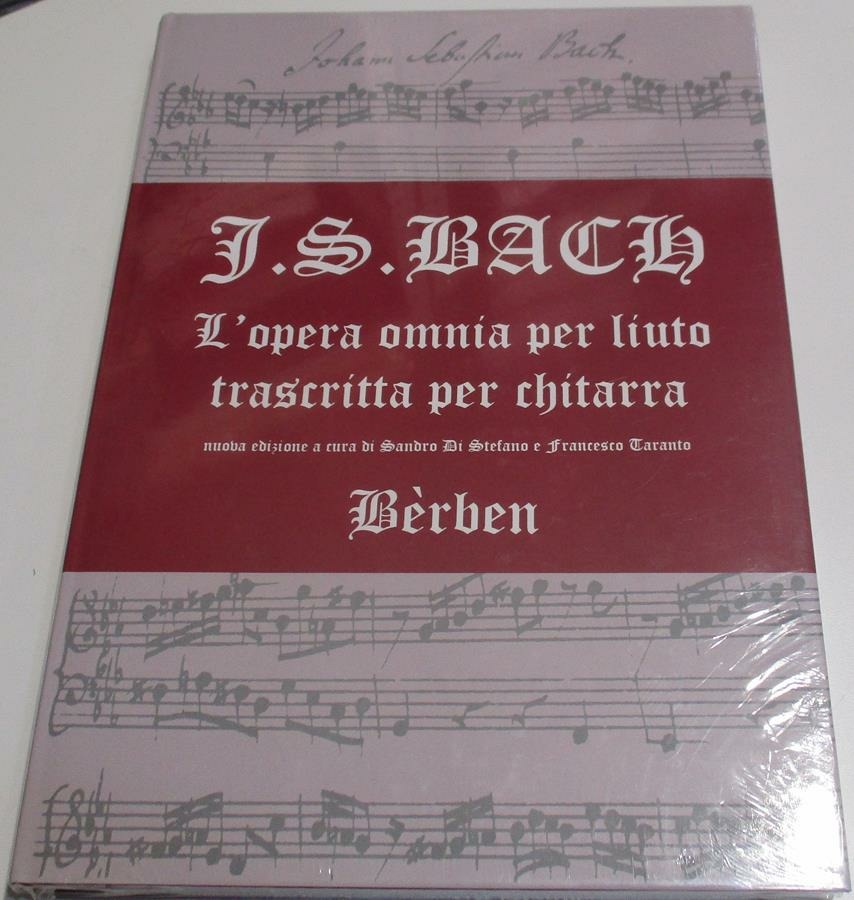 Johann Sebastian Bach.
J.S.BACH
L'opera omnia per liuto
trascritta per chitarra
nuova edizione a cura di Sandro Di Stefano e Francesco Taranto
Bèrben